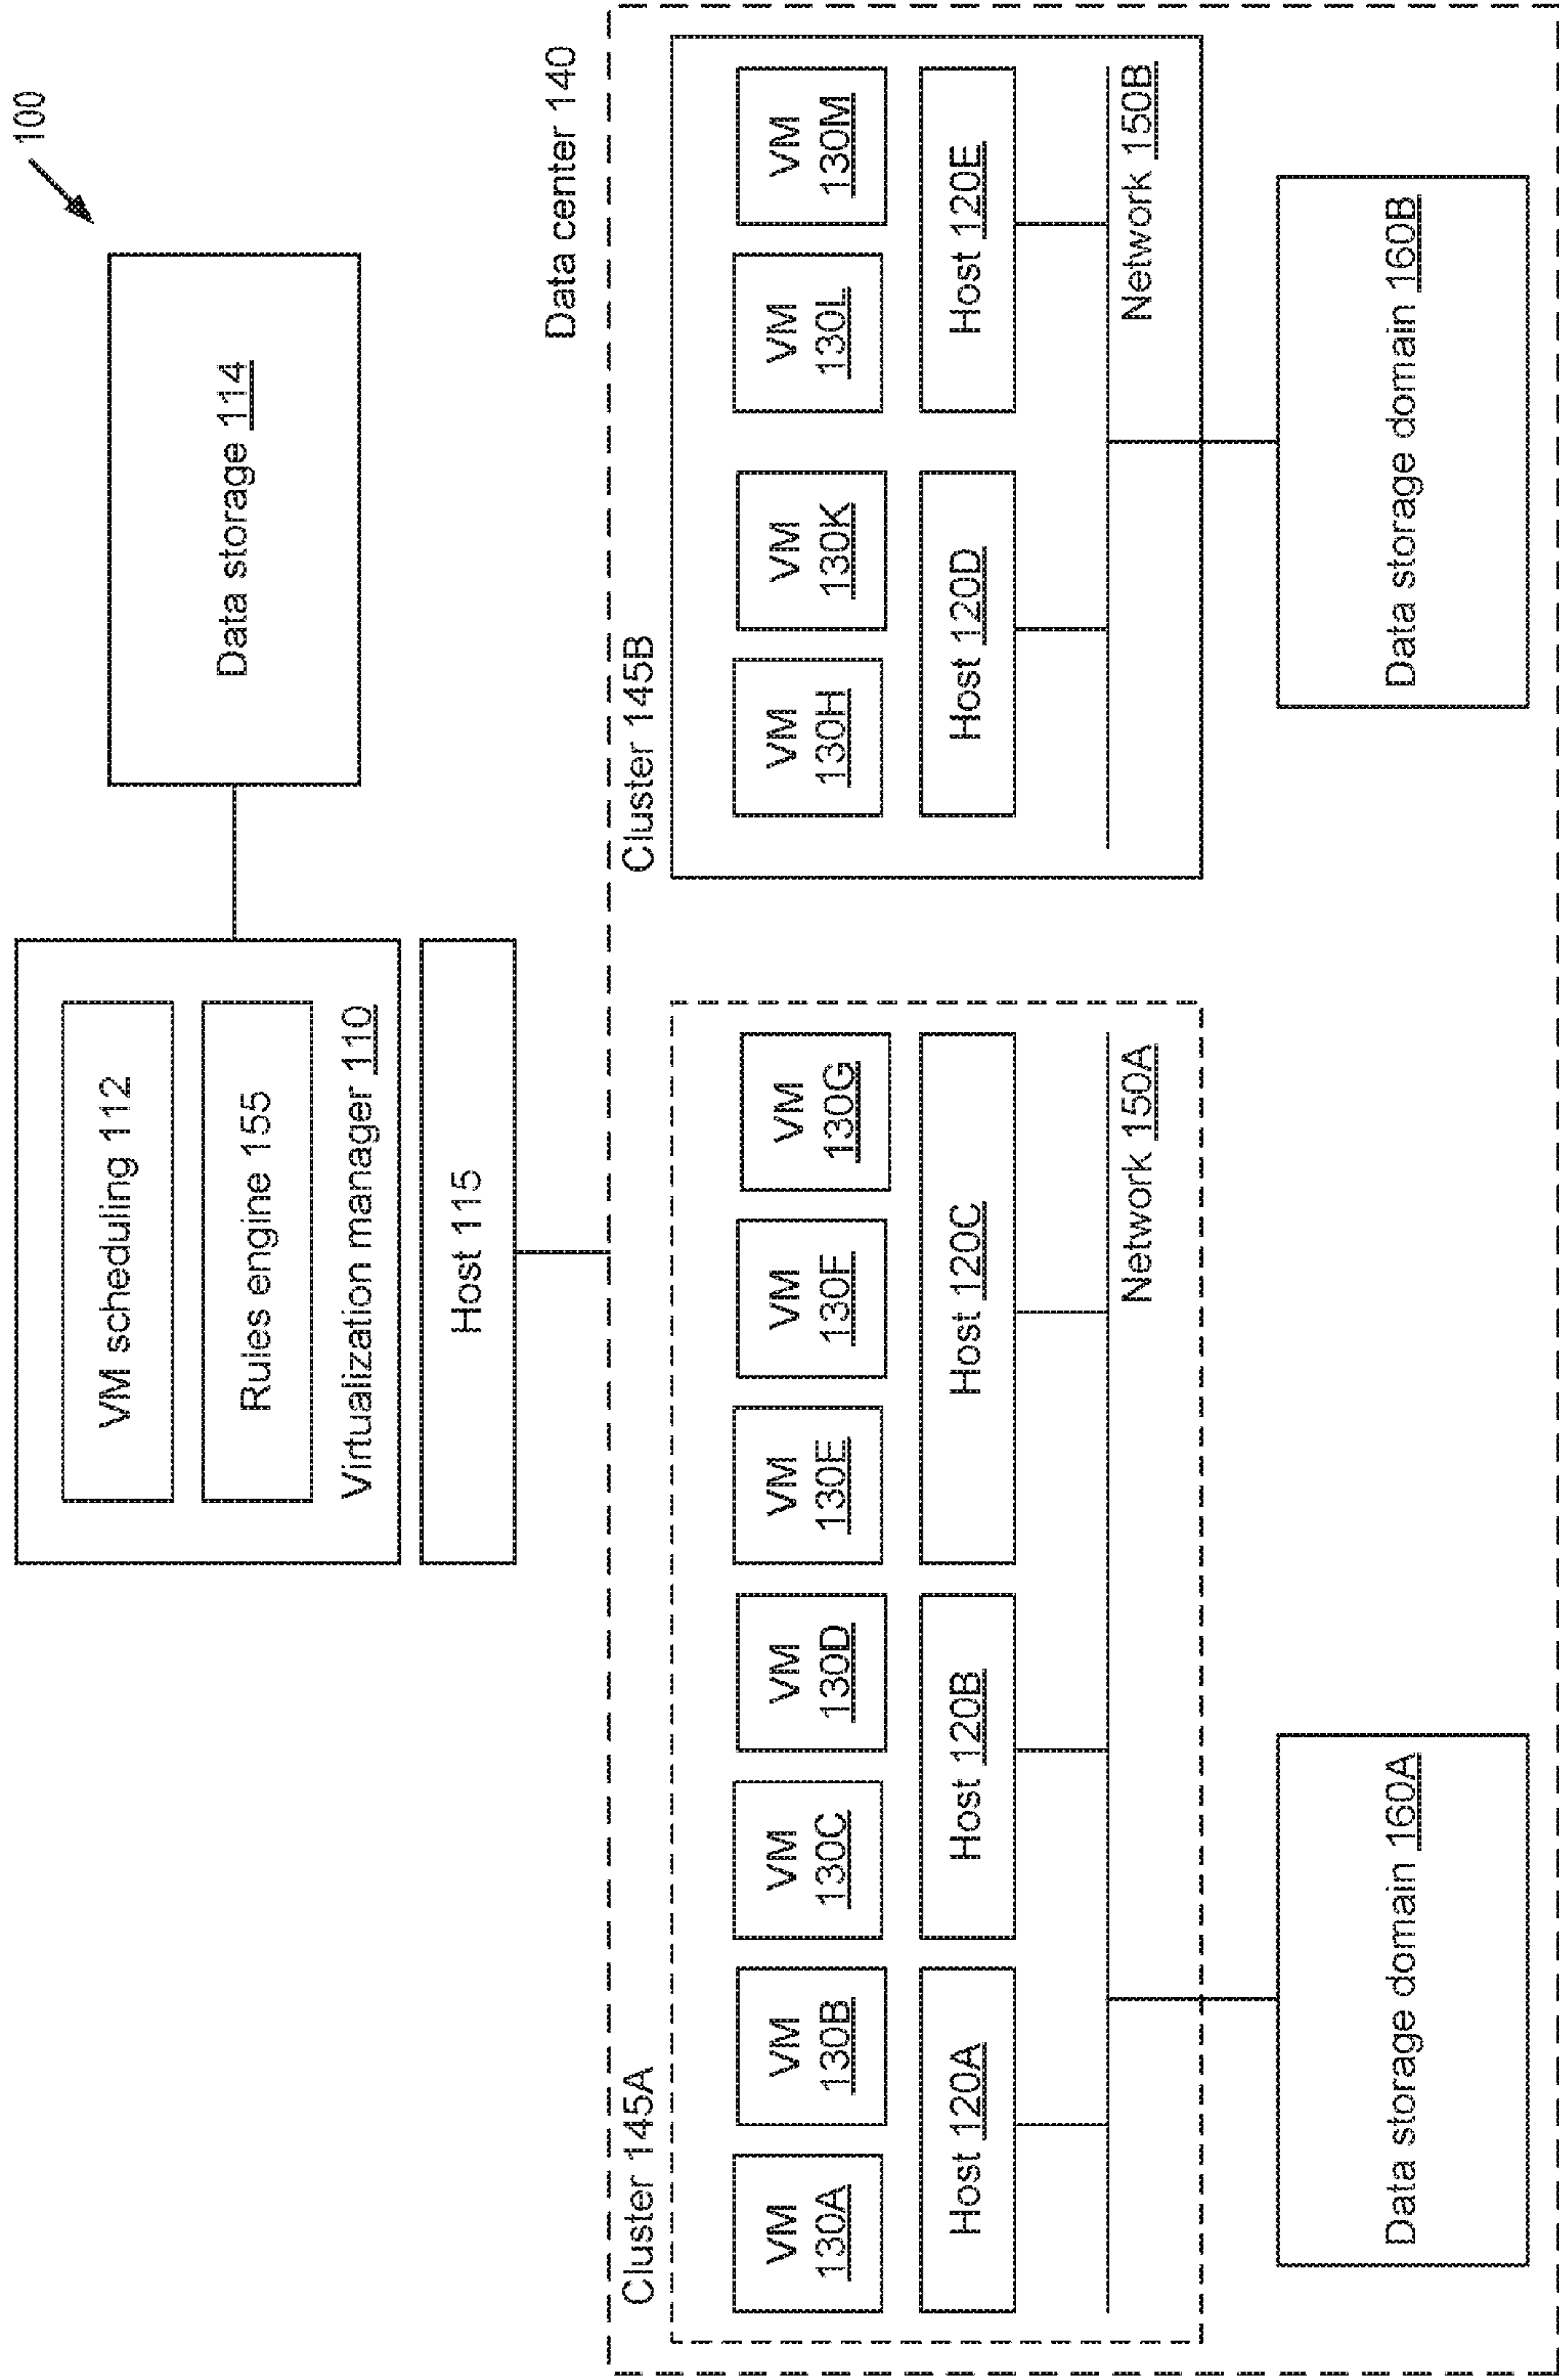 100
VM scheduling 112
Rules engine 155
Virtualization manager 110
Host 115
Data storage 114
Data center 140
Cluster 145A
VM
130A
VM
130B
VM
130C
VM
130D
VM
130E
VM
130F
VM
130G
Host 120A
Host 120B
Host 120C
Network 150A
Data storage domain 160A
Cluster 145B
VM
130H
VM
130K
VM
130L
VM
130M
Host 120D
Host 120E
Network 150B
Data storage domain 160B